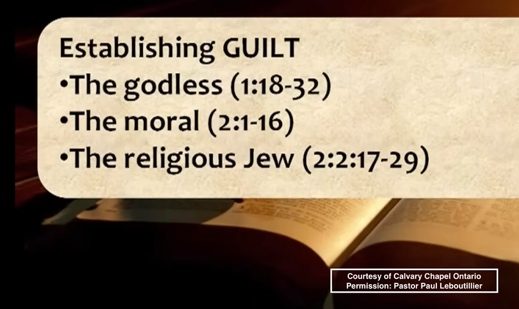 Establishing GUILT
•The godless (1:18-32)
•The moral (2:1-16)
•The religious Jew (2:2:17-29)
Courtesy of Calvary Chapel Ontario
Permission: Pastor Paul Leboutillier